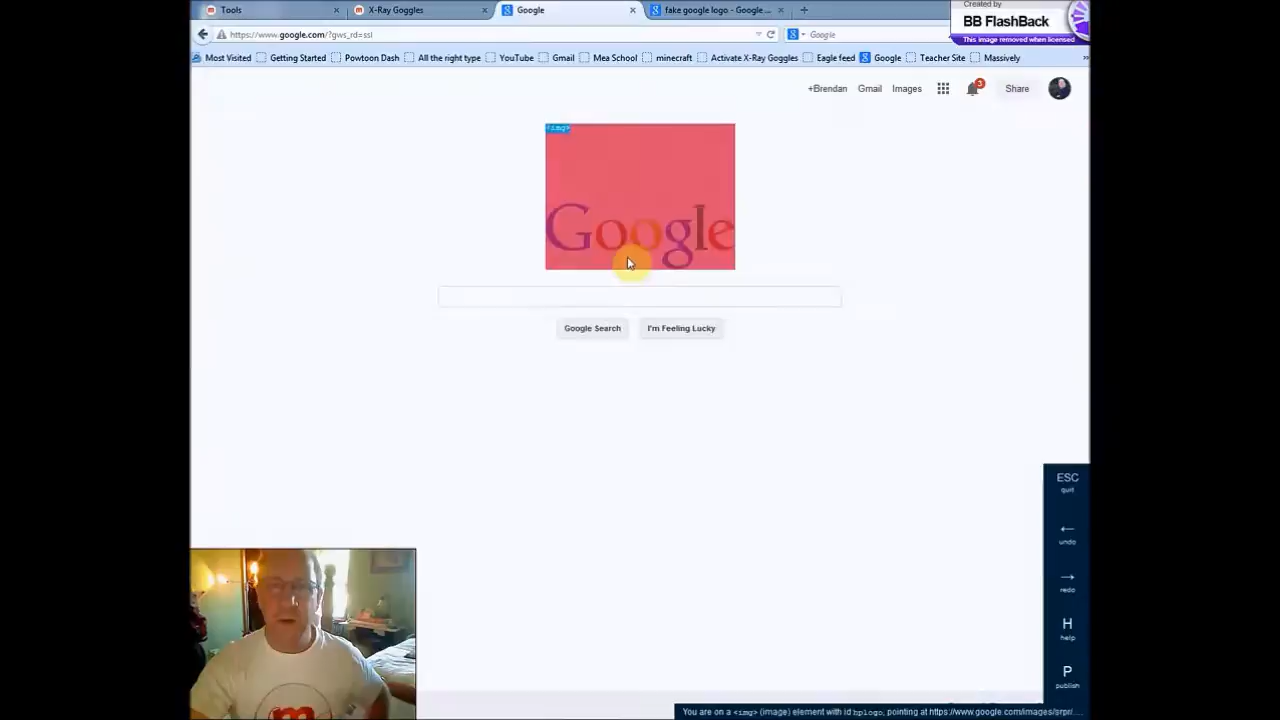 Created by
BB FlashBack
This image removed when licensed
Tools
X-Ray Goggles
Google
fake google logo - Google...
https://www.google.com/?gws_rd=ssl
Google
Most Visited
Getting Started
Powtoon Dash
All the right type
YouTube
Gmail
Mea School
minecraft
Activate X-Ray Goggles
Eagle feed
Google
Teacher Site
Massively
+Brendan
Gmail
Images
3
Share
<img>
Google
Google Search
I'm Feeling Lucky
ESC
quit
undo
redo
H
help
P
publish
m
You are on a <img> (image) element with id hplogo, pointing at https://www.google.com/images/srpr/....